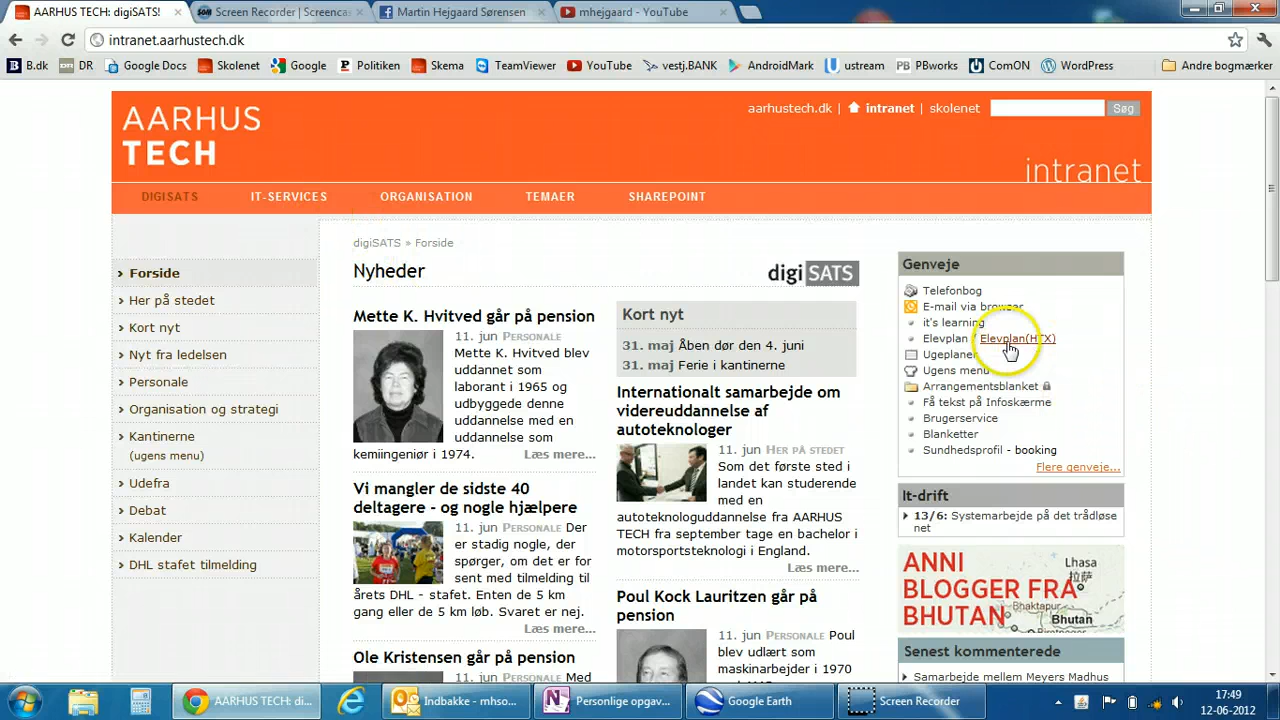 AARHUS TECH: digiSATS!
Screen Recorder | Screencas
Martin Hejgaard Sørensen
mhejgaard - YouTube
intranet.aarhustech.dk
B.dk
DR
Google Docs
Skolenet
Google
Politiken
Skema
TeamViewer
YouTube
vestj.BANK
AndroidMark
ustream
PBworks
ComON
WordPress
Andre bogmærker
AARHUS
TECH
aarhustech.dk | intranet | skolenet
Søg
intranet
DIGISATS
IT-SERVICES
ORGANISATION
TEMAER
SHAREPOINT
Forside
Her på stedet
Kort nyt
Nyt fra ledelsen
Personale
Organisation og strategi
Kantinerne
(ugens menu)
Udefra
Debat
Kalender
DHL stafet tilmelding
digiSATS » Forside
Nyheder
digiSATS
Mette K. Hvitved går på pension
11. jun PERSONALE
Mette K. Hvitved blev
uddannet som
laborant i 1965 og
udbyggede denne
uddannelse med en
uddannelse som
kemiingeniør i 1974.
Læs mere...
Vi mangler de sidste 40
deltagere - og nogle hjælpere
11. jun PERSONALE Der
er stadig nogle, der
spørger, om det er for
sent med tilmelding til
årets DHL - stafet. Enten de 5 km
gang eller de 5 km løb. Svaret er nej.
Læs mere...
Ole Kristensen går på pension
11. jun PERSONALE Med
Kort nyt
31. maj Åben dør den 4. juni
31. maj Ferie i kantinerne
Internationalt samarbejde om
videreuddannelse af
autoteknologer
11. jun HER PÅ STEDET
Som det første sted i
landet kan studerende
med en
autoteknologuddannelse fra AARHUS
TECH fra september tage en bachelor i
motorsportsteknologi i England.
Læs mere...
Poul Kock Lauritzen går på
pension
11. jun PERSONALE Poul
blev udlært som
maskinarbejder i 1970
Genveje
Telefonbog
E-mail via browser
it's learning
Elevplan / Elevplan(HTX)
Ugeplaner
Ugens menu
Arrangementsblanket
Få tekst på Infoskærme
Brugerservice
Blanketter
Sundhedsprofil - booking
Flere genveje...
It-drift
13/6: Systemarbejde på det trådløse
net
ANNI
BLOGGER FRA
BHUTAN
Lhasa
拉萨
Bhaktapur
Bhutan
Biratnagar
Senest kommenterede
Samarbejde mellem Meyers Madhus
AARHUS TECH: di...
Indbakke - mhso...
Personlige opgav...
Google Earth
Screen Recorder
17:49
12-06-2012